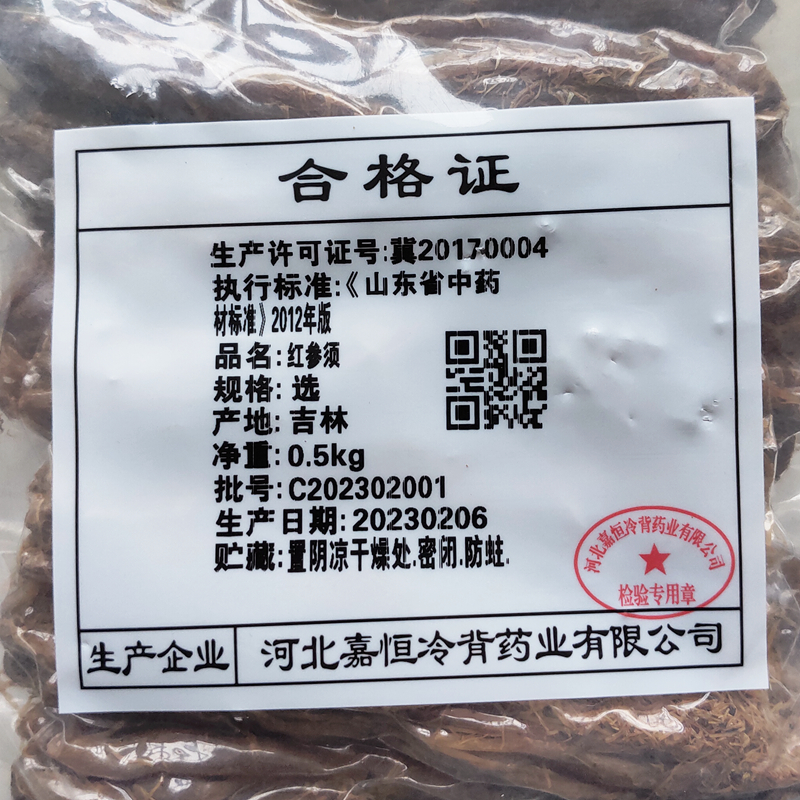 合格证
生产许可证号:冀20170004
执行标准:《山东省中药
材标准》2012年版
品名:红参须
规格:选
产地:吉林
净重:0.5kg
批号:C202302001
生产日期:20230206
贮藏:置阴凉干燥处.密闭.防蛀.
河北嘉恒冷背药业有限公司
检验专用章
生产企业 河北嘉恒冷背药业有限公司